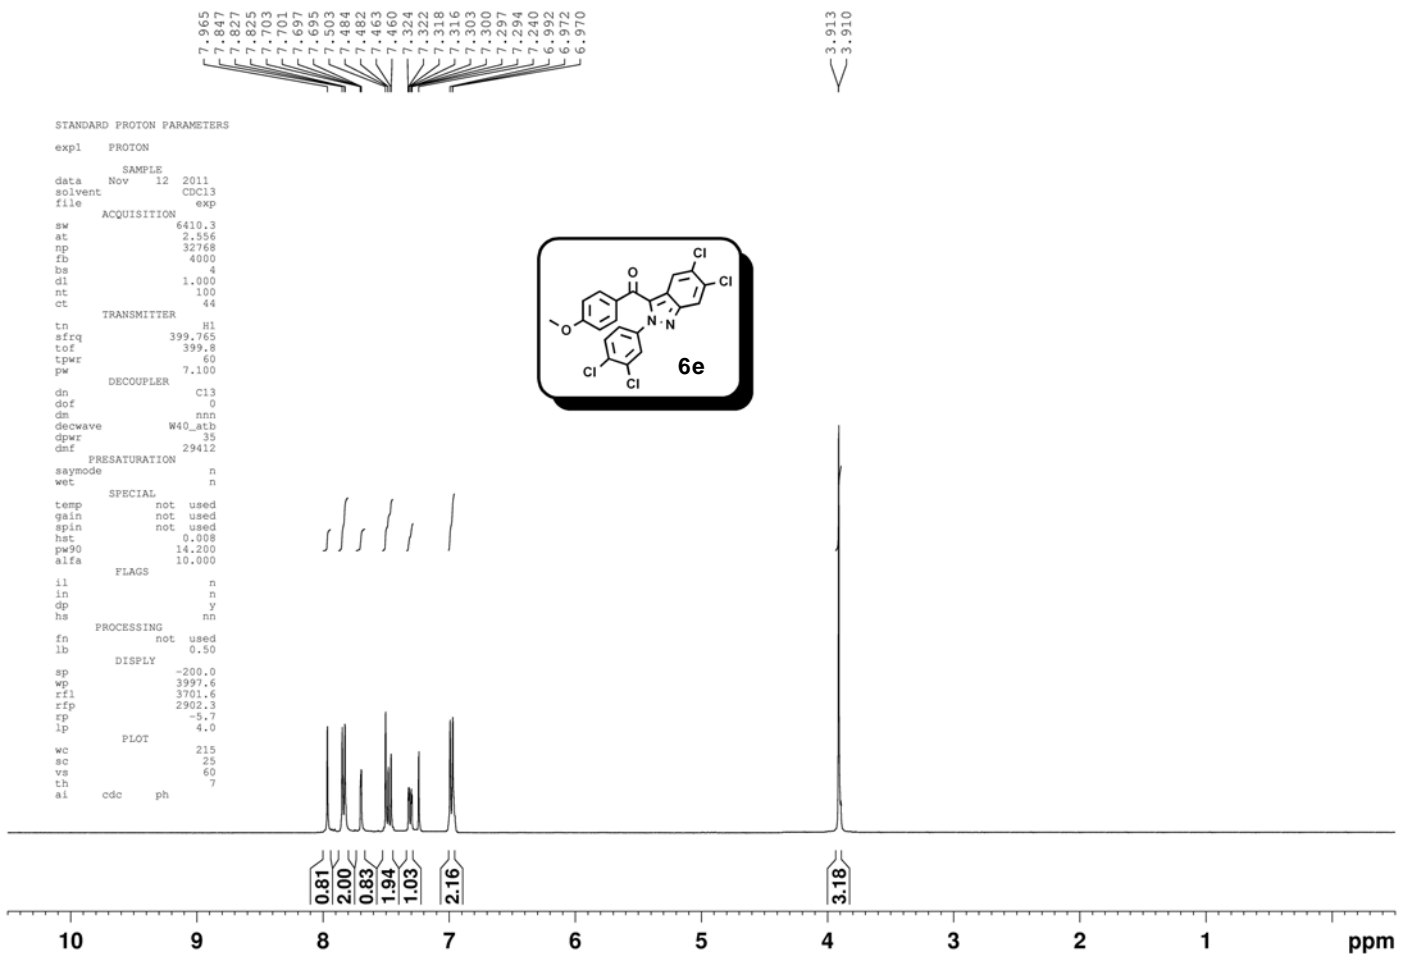 7.965
7.847
7.827
7.825
7.703
7.701
7.697
7.695
7.503
7.484
7.482
7.463
7.460
7.324
7.322
7.318
7.316
7.303
7.300
7.297
7.294
7.240
6.992
6.972
6.970
3.913
3.910
STANDARD PROTON PARAMETERS
exp1 PROTON
SAMPLE
data Nov 12 2011
solvent CDCl3
file exp
ACQUISITION
sw 6410.3
at 2.556
np 32768
fb 4000
bs 4
d1 1.000
nt 100
ct 44
TRANSMITTER
tn H1
sfrq 399.765
tof 399.8
tpwr 60
pw 7.100
DECOUPLER
dn C13
dof 0
dm nnn
decwave W40_atb
dpwr 35
dmf 29412
PRESATURATION
saymode n
wet n
SPECIAL
temp not used
gain not used
spin not used
hst 0.008
pw90 14.200
alfa 10.000
FLAGS
il n
in n
dp y
hs nn
PROCESSING
fn not used
lb 0.50
DISPLY
sp -200.0
wp 3997.6
rfl 3701.6
rfp 2902.3
rp -5.7
lp 4.0
PLOT
wc 215
sc 25
vs 60
th 7
ai cdc ph
Cl
O
Cl
O
N N
Cl
Cl
6e
0.81
2.00
0.83
1.94
1.03
2.16
3.18
10 9 8 7 6 5 4 3 2 1 ppm